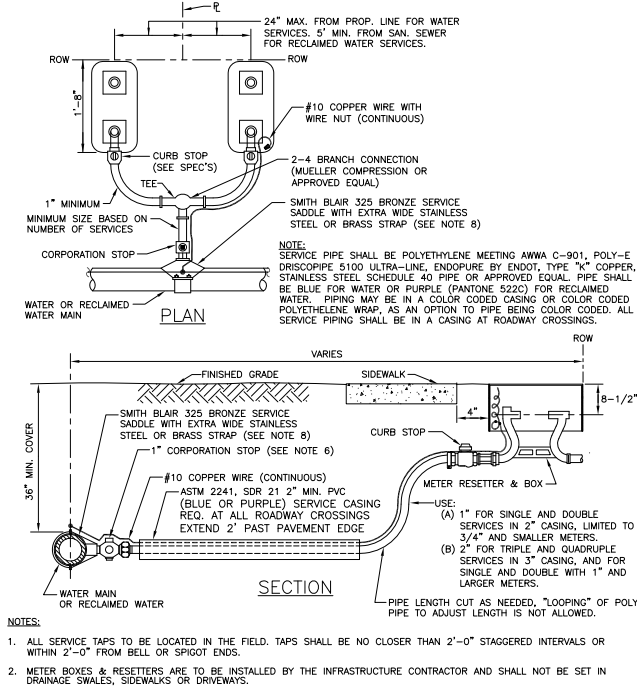 ℄
24" MAX. FROM PROP. LINE FOR WATER
SERVICES. 5' MIN. FROM SAN. SEWER
FOR RECLAIMED WATER SERVICES.
ROW
ROW
1'-8"
#10 COPPER WIRE WITH
WIRE NUT (CONTINUOUS)
CURB STOP
(SEE SPEC'S)
TEE
2-4 BRANCH CONNECTION
(MUELLER COMPRESSION OR
APPROVED EQUAL)
1" MINIMUM
MINIMUM SIZE BASED ON
NUMBER OF SERVICES
SMITH BLAIR 325 BRONZE SERVICE
SADDLE WITH EXTRA WIDE STAINLESS
STEEL OR BRASS STRAP (SEE NOTE 8)
CORPORATION STOP
WATER OR RECLAIMED
WATER MAIN
PLAN
NOTE:
SERVICE PIPE SHALL BE POLYETHYLENE MEETING AWWA C-901, POLY-E
DRISCOPIPE 5100 ULTRA-LINE, ENDOPURE BY ENDOT, TYPE "K" COPPER,
STAINLESS STEEL SCHEDULE 40 PIPE OR APPROVED EQUAL. PIPE SHALL
BE BLUE FOR WATER OR PURPLE (PANTONE 522C) FOR RECLAIMED
WATER. PIPING MAY BE IN A COLOR CODED CASING OR COLOR CODED
POLYETHELENE WRAP, AS AN OPTION TO PIPE BEING COLOR CODED. ALL
SERVICE PIPING SHALL BE IN A CASING AT ROADWAY CROSSINGS.
ROW
VARIES
FINISHED GRADE
SIDEWALK
8-1/2"
4"
36" MIN. COVER
SMITH BLAIR 325 BRONZE SERVICE
SADDLE WITH EXTRA WIDE STAINLESS
STEEL OR BRASS STRAP (SEE NOTE 8)
CURB STOP
1" CORPORATION STOP (SEE NOTE 6)
#10 COPPER WIRE (CONTINUOUS)
METER RESETTER & BOX
ASTM 2241, SDR 21 2" MIN. PVC
(BLUE OR PURPLE) SERVICE CASING
REQ. AT ALL ROADWAY CROSSINGS
EXTEND 2' PAST PAVEMENT EDGE
USE:
(A) 1" FOR SINGLE AND DOUBLE
SERVICES IN 2" CASING, LIMITED TO
3/4" AND SMALLER METERS.
(B) 2" FOR TRIPLE AND QUADRUPLE
SERVICES IN 3" CASING, AND FOR
SINGLE AND DOUBLE WITH 1" AND
LARGER METERS.
WATER MAIN
OR RECLAIMED WATER
SECTION
PIPE LENGTH CUT AS NEEDED, "LOOPING" OF POLY
PIPE TO ADJUST LENGTH IS NOT ALLOWED.
NOTES:
1. ALL SERVICE TAPS TO BE LOCATED IN THE FIELD. TAPS SHALL BE NO CLOSER THAN 2'-0" STAGGERED INTERVALS OR
WITHIN 2'-0" FROM BELL OR SPIGOT ENDS.
2. METER BOXES & RESETTERS ARE TO BE INSTALLED BY THE INFRASTRUCTURE CONTRACTOR AND SHALL NOT BE SET IN
DRAINAGE SWALES, SIDEWALKS OR DRIVEWAYS.